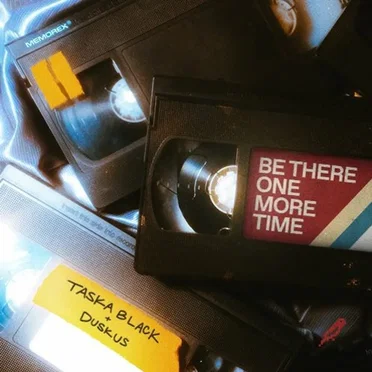 MEMOREX®
BE THERE
ONE
MORE
TIME
TASKA BLACK
+
DUSKUS